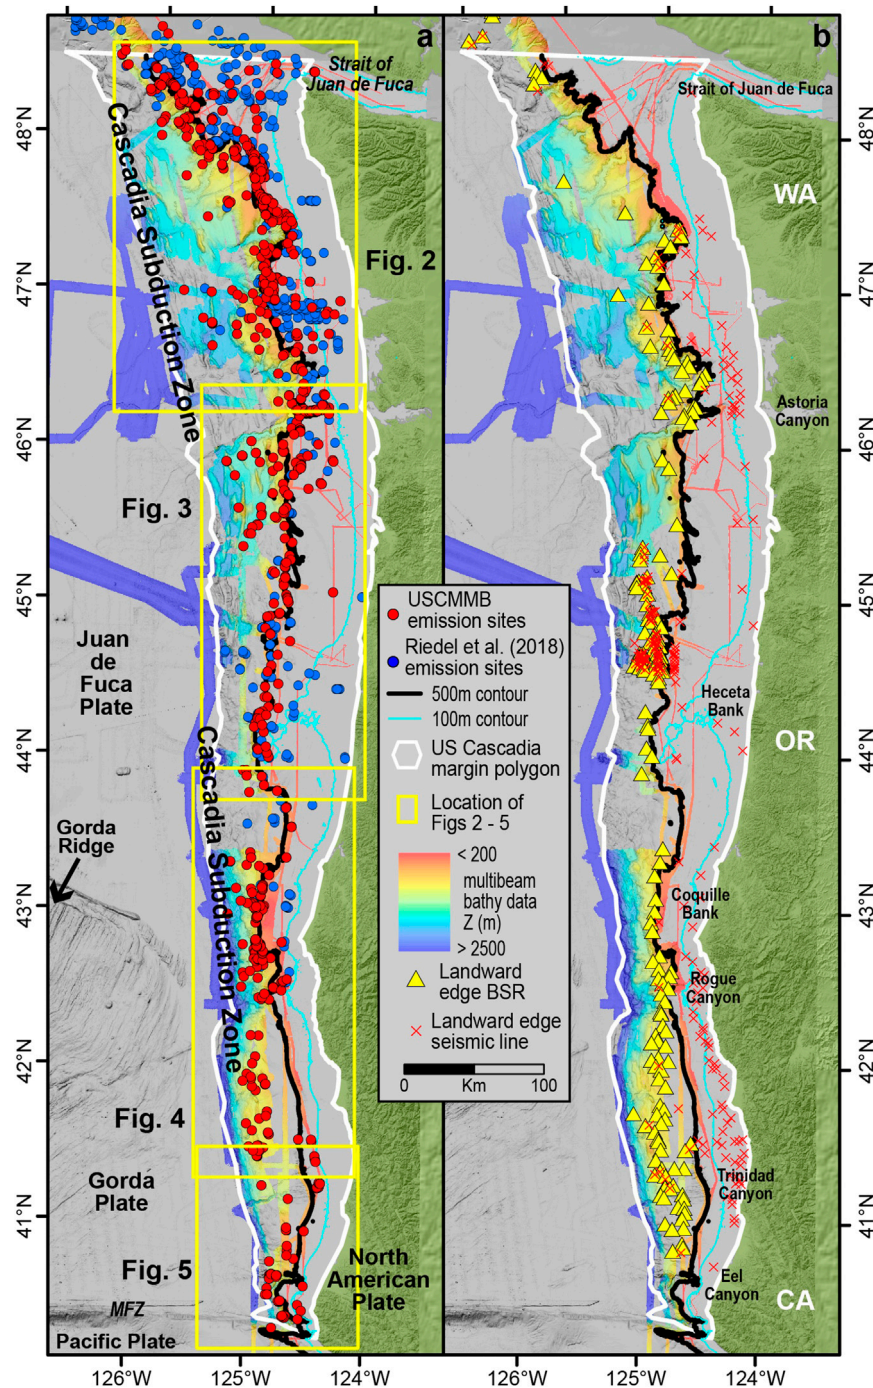 a
b
Strait of
Juan de Fuca
Strait of Juan de Fuca
48°N
48°N
Cascadia Subduction Zone
WA
Fig. 2
47°N
47°N
Astoria
Canyon
46°N
46°N
Fig. 3
45°N
45°N
USCMMB
emission sites
Riedel et al. (2018)
emission sites
500m contour
100m contour
US Cascadia
margin polygon
Location of
Figs 2 - 5
< 200
multibeam
bathy data
Z (m)
> 2500
Landward
edge BSR
Landward edge
seismic line
0
Km
100
Juan
de
Fuca
Plate
Heceta
Bank
OR
44°N
44°N
Cascadia Subduction Zone
Gorda
Ridge
43°N
43°N
Coquille
Bank
Rogue
Canyon
42°N
42°N
Fig. 4
Gorda
Plate
Trinidad
Canyon
41°N
41°N
Fig. 5
North
American
Plate
Eel
Canyon
CA
MFZ
Pacific Plate
126°W
125°W
124°W
126°W
125°W
124°W